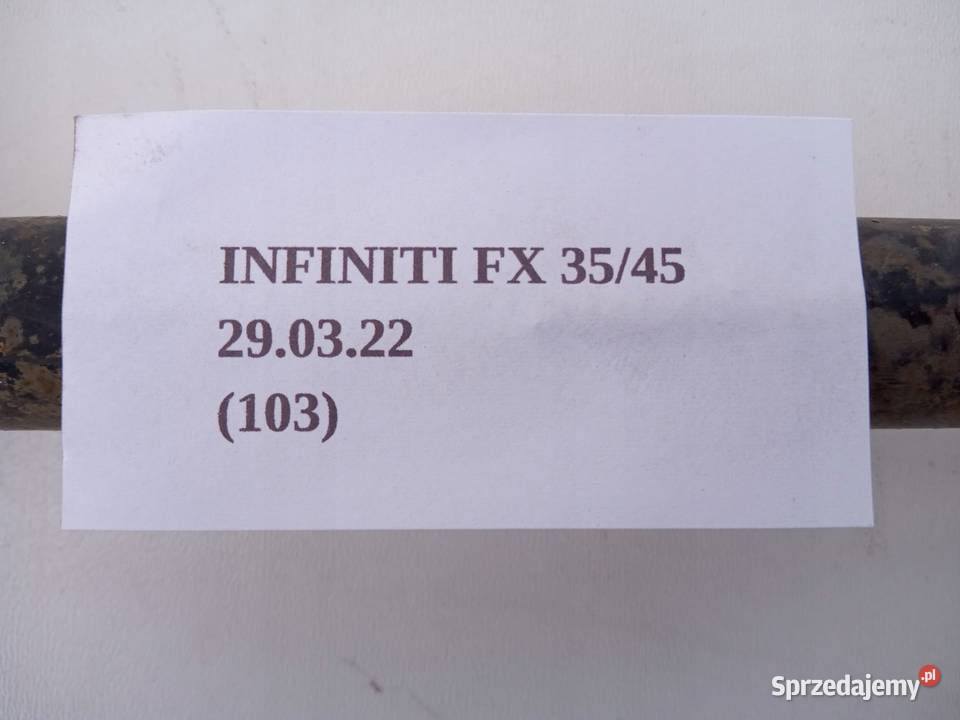 INFINITI FX 35/45
29.03.22
(103)
Sprzedajemy.pl